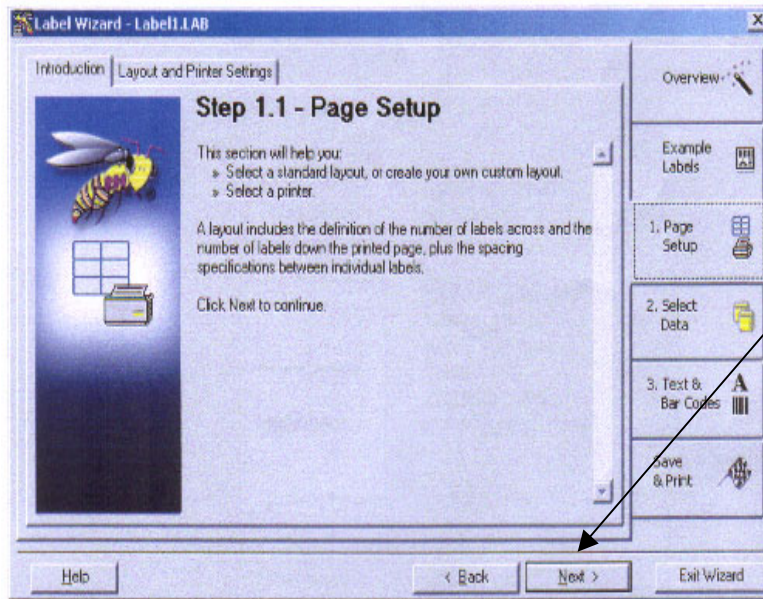 Label Wizard - Label1.LAB
Introduction
Layout and Printer Settings
Step 1.1 - Page Setup
This section will help you:
» Select a standard layout, or create your own custom layout.
» Select a printer.
A layout includes the definition of the number of labels across and the
number of labels down the printed page, plus the spacing
specifications between individual labels.
Click Next to continue.
Overview
Example
Labels
1. Page
Setup
2. Select
Data
3. Text &
Bar Codes
Save
& Print
Help
< Back
Next >
Exit Wizard